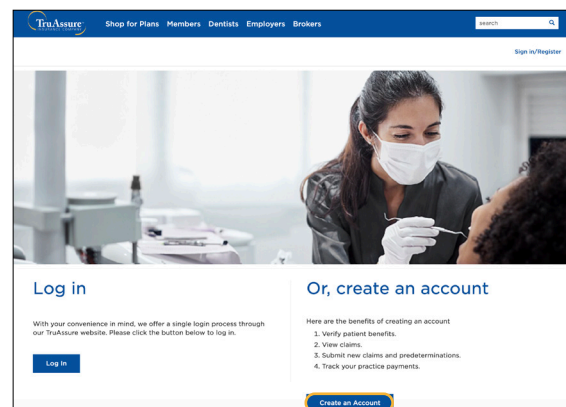 TruAssure
INSURANCE COMPANY
Shop for Plans Members Dentists Employers Brokers
search
Sign in/Register
Log in
With your convenience in mind, we offer a single login process through
our TruAssure website. Please click the button below to log in.
Log In
Or, create an account
Here are the benefits of creating an account
1. Verify patient benefits.
2. View claims.
3. Submit new claims and predeterminations.
4. Track your practice payments.
Create an Account